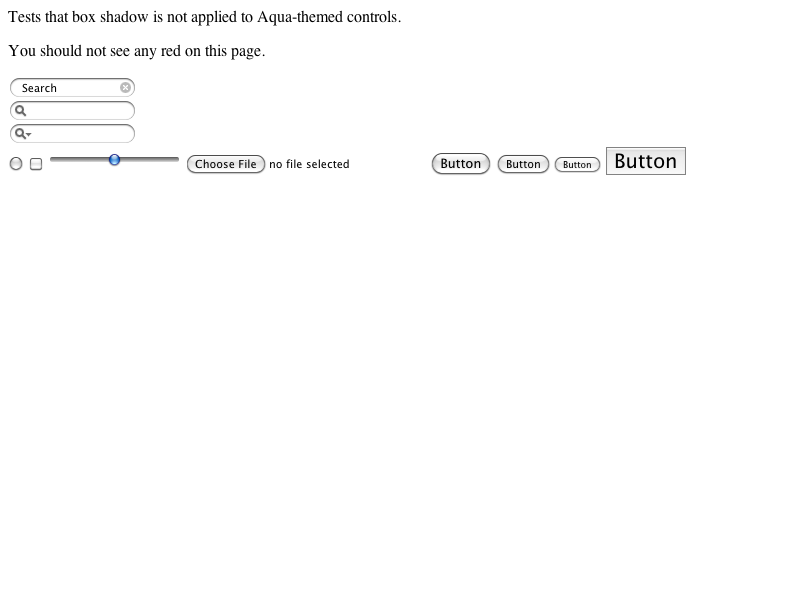 Tests that box shadow is not applied to Aqua-themed controls.
You should not see any red on this page.
Search
Choose File no file selected Button Button Button Button